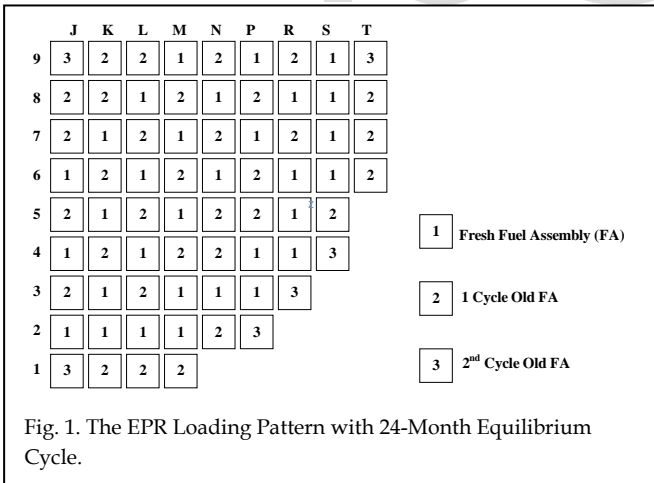 J K L M N P R S T
9 3 2 2 1 2 1 2 1 3
8 2 2 1 2 1 2 1 1 2
7 2 1 2 1 2 1 2 1 2
6 1 2 1 2 1 2 1 1 2
5 2 1 2 1 2 2 1 2
4 1 2 1 2 2 1 1 3
3 2 1 2 1 1 1 3
2 1 1 1 1 2 3
1 3 2 2 2
1 Fresh Fuel Assembly (FA)
2 1 Cycle Old FA
3 2nd Cycle Old FA
Fig. 1. The EPR Loading Pattern with 24-Month Equilibrium
Cycle.